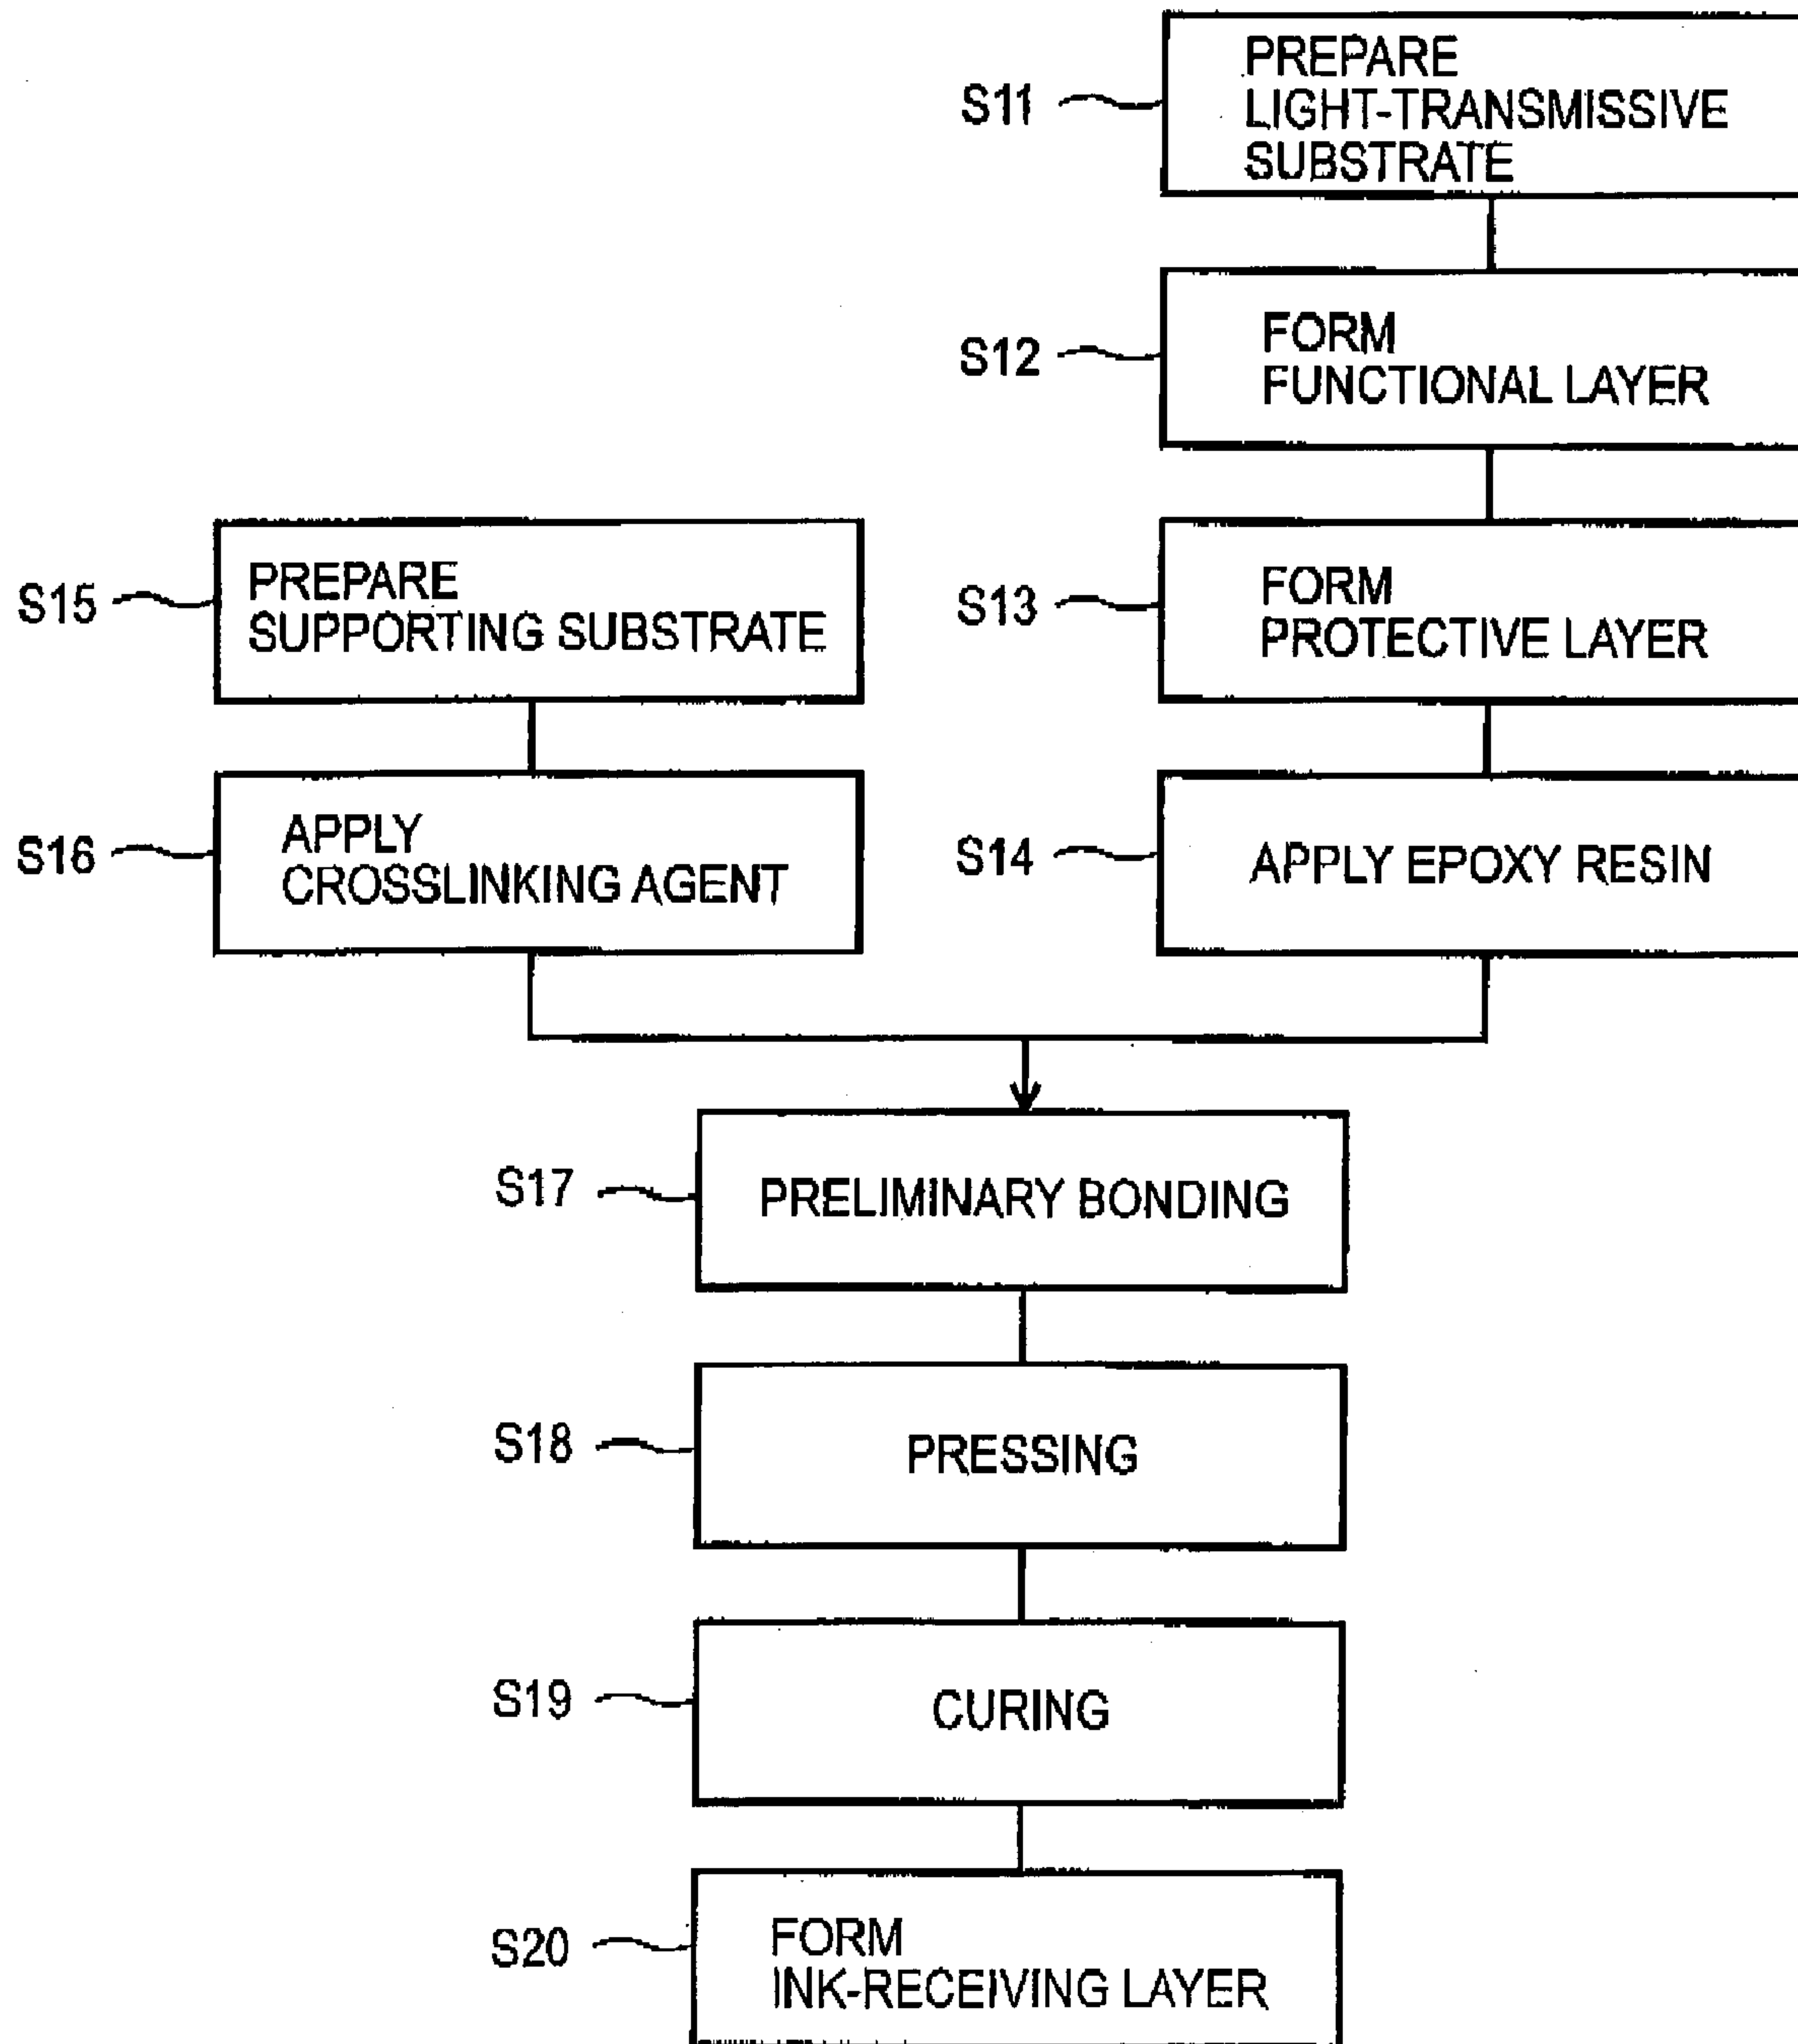 S11
PREPARE
LIGHT-TRANSMISSIVE
SUBSTRATE
S12
FORM
FUNCTIONAL LAYER
S15
PREPARE
SUPPORTING SUBSTRATE
S13
FORM
PROTECTIVE LAYER
S16
APPLY
CROSSLINKING AGENT
S14
APPLY EPOXY RESIN
S17
PRELIMINARY BONDING
S18
PRESSING
S19
CURING
S20
FORM
INK-RECEIVING LAYER